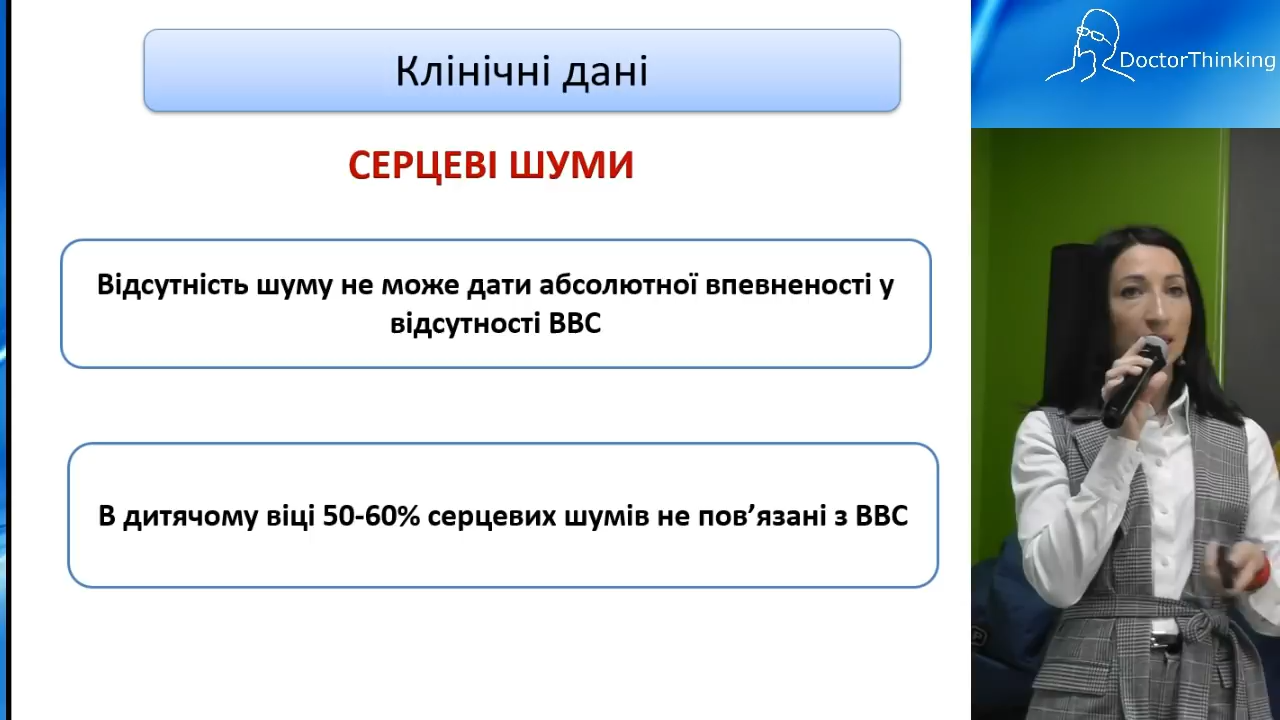 Клінічні дані
СЕРЦЕВІ ШУМИ
Відсутність шуму не може дати абсолютної впевненості у
відсутності ВВС
В дитячому віці 50-60% серцевих шумів не пов’язані з ВВС
DoctorThinking